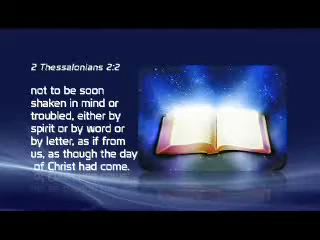 2 Thessalonians 2:2
not to be soon
shaken in mind or
troubled, either by
spirit or by word or
by letter, as if from
us, as though the day
of Christ had come.